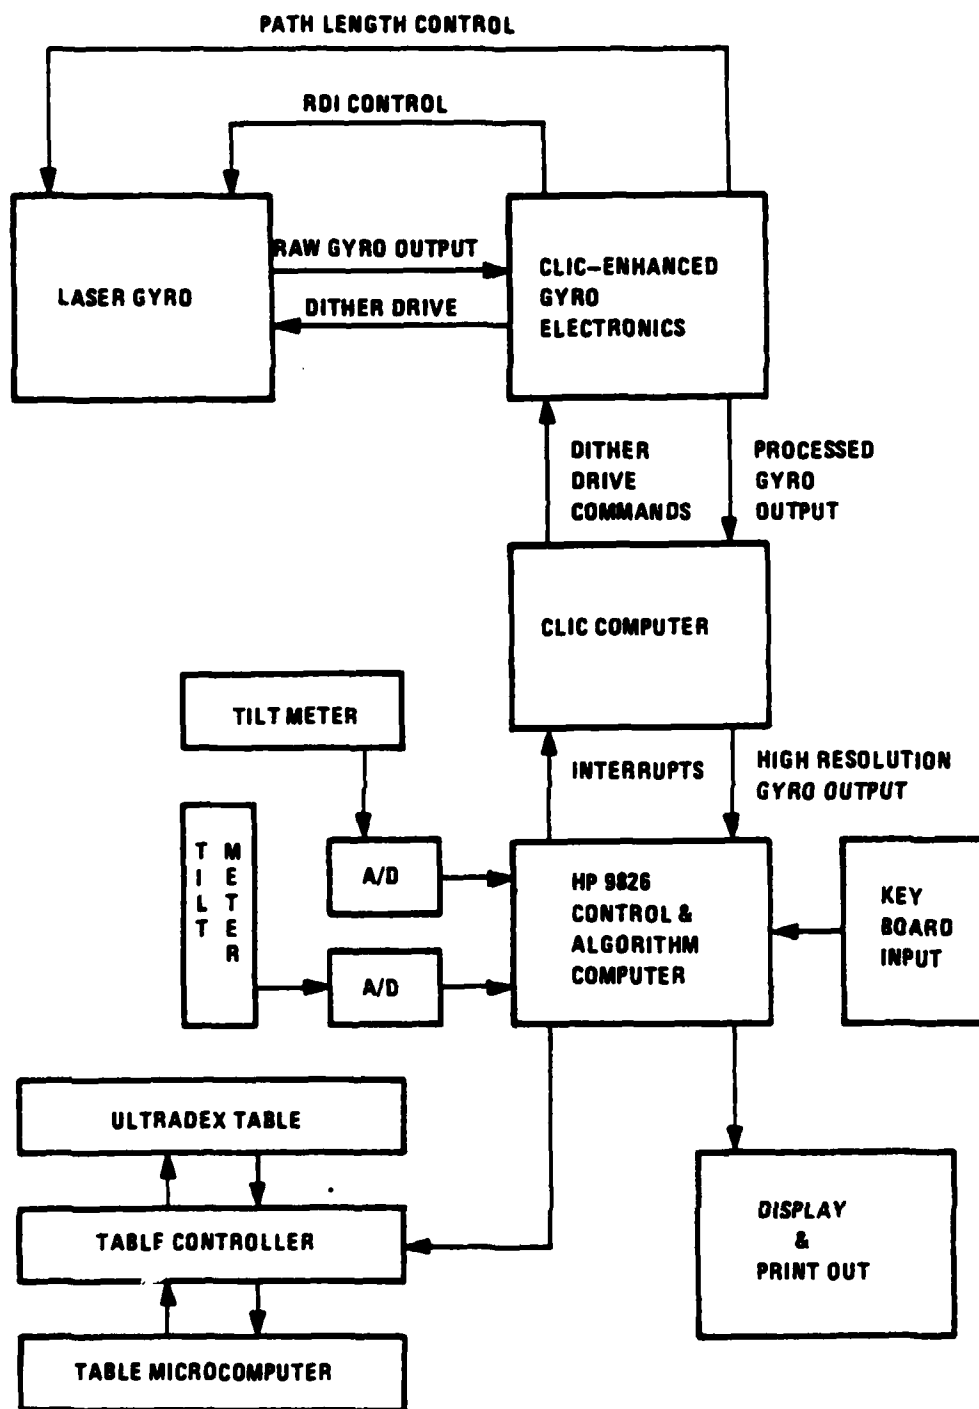 PATH LENGTH CONTROL
RDI CONTROL
LASER GYRO
RAW GYRO OUTPUT
DITHER DRIVE
CLIC-ENHANCED
GYRO
ELECTRONICS
DITHER
DRIVE
COMMANDS
PROCESSED
GYRO
OUTPUT
CLIC COMPUTER
TILT METER
INTERRUPTS
HIGH RESOLUTION
GYRO OUTPUT
TILT
METER
A/D
A/D
HP 9826
CONTROL &
ALGORITHM
COMPUTER
KEY
BOARD
INPUT
ULTRADEX TABLE
TABLE CONTROLLER
TABLE MICROCOMPUTER
DISPLAY
&
PRINT OUT